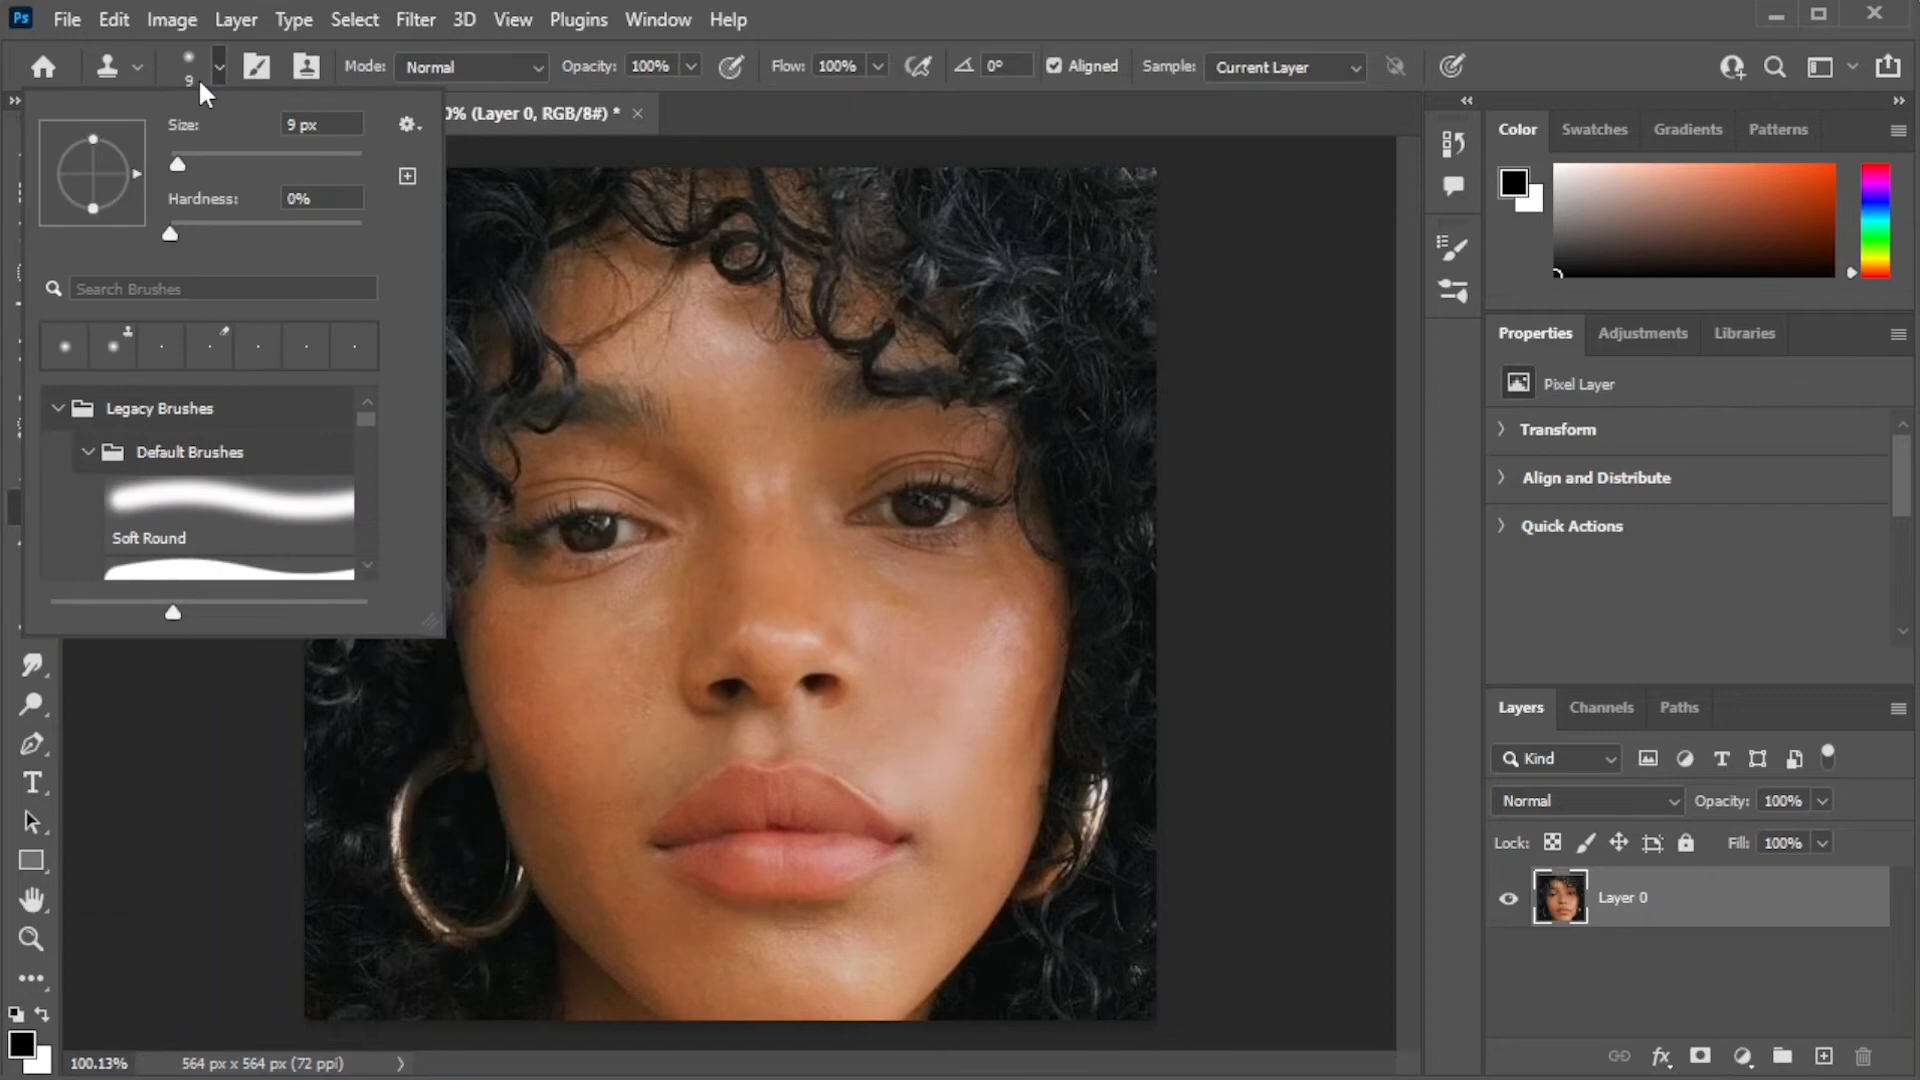 Ps File Edit Image Layer Type Select Filter 3D View Plugins Window Help
9 Mode: Normal Opacity: 100% Flow: 100% 0° Aligned Sample: Current Layer
0% (Layer 0, RGB/8#) * ×
Size: 9 px
Hardness: 0%
Search Brushes
Legacy Brushes
Default Brushes
Soft Round
Color Swatches Gradients Patterns
Properties Adjustments Libraries
Pixel Layer
Transform
Align and Distribute
Quick Actions
Layers Channels Paths
Kind
Normal Opacity: 100%
Lock: Fill: 100%
Layer 0
fx
100.13% 564 px x 564 px (72 ppi)